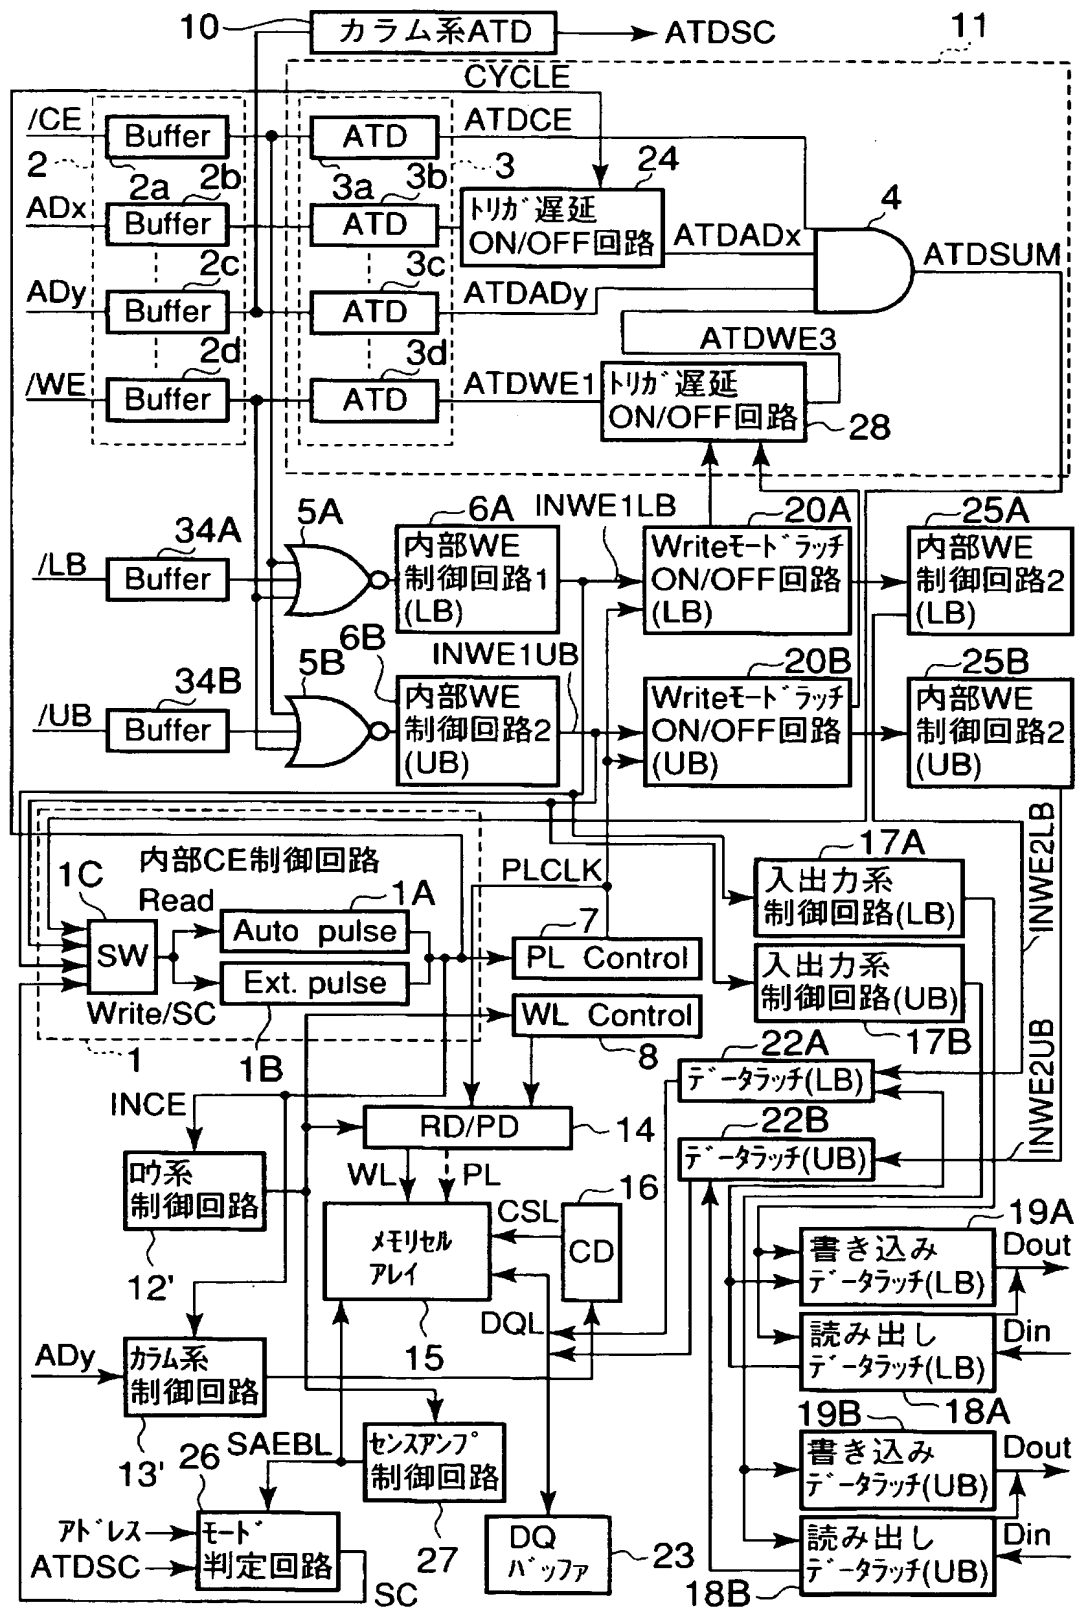 10
カラム系ATD
ATDSC
11
CYCLE
/CE
Buffer
ATD
ATDCE
2
2a
2b
3a
3b
3
24
4
ADx
Buffer
ATD
トリガ遅延
ON/OFF回路
ATDADx
ATDSUM
2c
3c
ADy
Buffer
ATD
ATDADy
2d
3d
ATDWE3
/WE
Buffer
ATD
ATDWE1
トリガ遅延
ON/OFF回路
28
34A
5A
6A
INWE1LB
20A
25A
/LB
Buffer
内部WE
制御回路1
(LB)
Writeモードラッチ
ON/OFF回路
(LB)
内部WE
制御回路2
(LB)
34B
5B
6B
INWE1UB
20B
25B
/UB
Buffer
内部WE
制御回路2
(UB)
Writeモードラッチ
ON/OFF回路
(UB)
内部WE
制御回路2
(UB)
内部CE制御回路
1C
Read
1A
PLCLK
17A
INWE2LB
SW
Auto pulse
7
入出力系
制御回路(LB)
Ext. pulse
PL Control
入出力系
制御回路(UB)
Write/SC
WL Control
1
1B
8
17B
INWE2UB
22A
データラッチ(LB)
INCE
RD/PD
14
22B
データラッチ(UB)
ロウ系
制御回路
WL
PL
16
12'
メモリセル
アレイ
CSL
CD
19A
書き込み
データラッチ(LB)
Dout
DQL
ADy
カラム系
制御回路
15
読み出し
データラッチ(LB)
Din
18A
13'
SAEBL
センスアンプ
制御回路
19B
書き込み
データラッチ(UB)
Dout
26
27
アドレス
ATDSC
モード
判定回路
SC
DQ
バッファ
23
読み出し
データラッチ(UB)
Din
18B